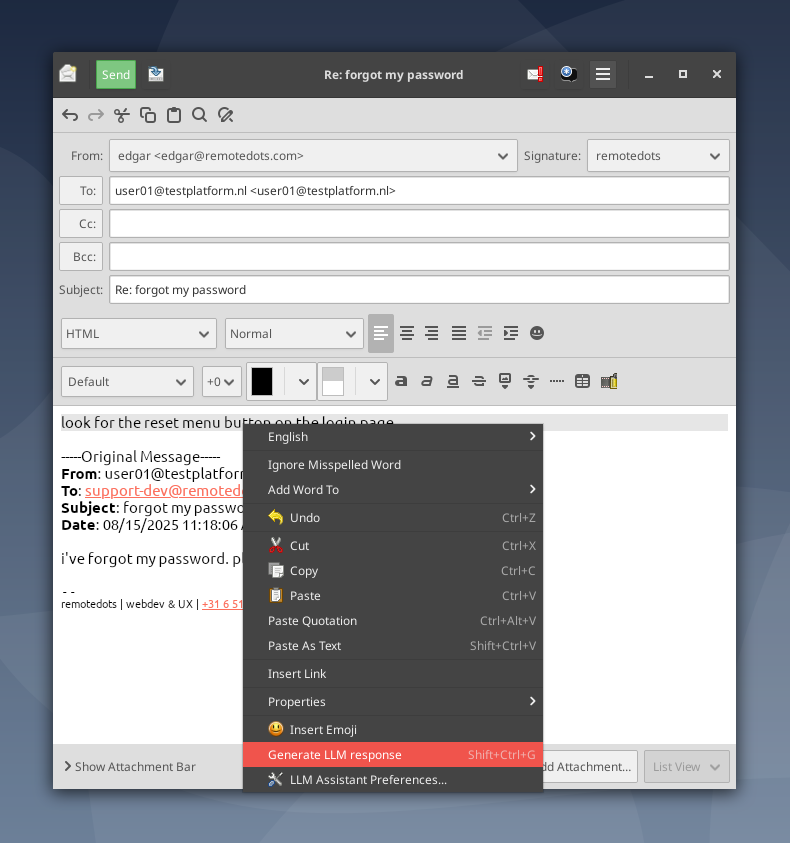 Send
Re: forgot my password
From:
edgar <edgar@remotedots.com>
Signature:
remotedots
To:
user01@testplatform.nl <user01@testplatform.nl>
Cc:
Bcc:
Subject:
Re: forgot my password
HTML
Normal
Default
+0
look for the reset menu button on the login page
-----Original Message-----
From: user01@testplatform
To: support-dev@remoted
Subject: forgot my passwo
Date: 08/15/2025 11:18:06
i've forgot my password. pl
--
remotedots | webdev & UX | +31 6 51
English
Ignore Misspelled Word
Add Word To
Undo Ctrl+Z
Cut Ctrl+X
Copy Ctrl+C
Paste Ctrl+V
Paste Quotation Ctrl+Alt+V
Paste As Text Shift+Ctrl+V
Insert Link
Properties
Insert Emoji
Generate LLM response Shift+Ctrl+G
LLM Assistant Preferences...
Show Attachment Bar
dd Attachment...
List View